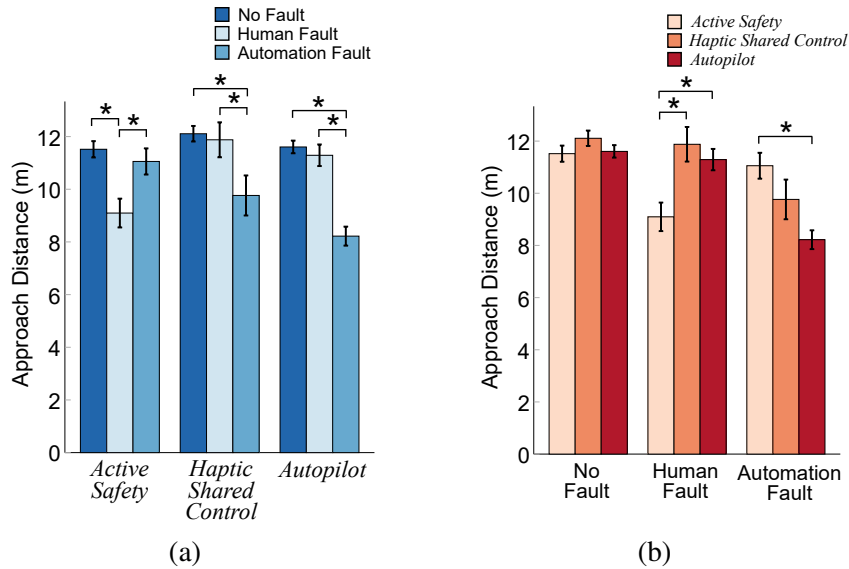 No Fault
Human Fault
Automation Fault
Approach Distance (m)
12
10
8
6
4
2
0
* * * * * *
Active Safety
Haptic Shared Control
Autopilot
(a)
Active Safety
Haptic Shared Control
Autopilot
Approach Distance (m)
12
10
8
6
4
2
0
* * *
No Fault
Human Fault
Automation Fault
(b)